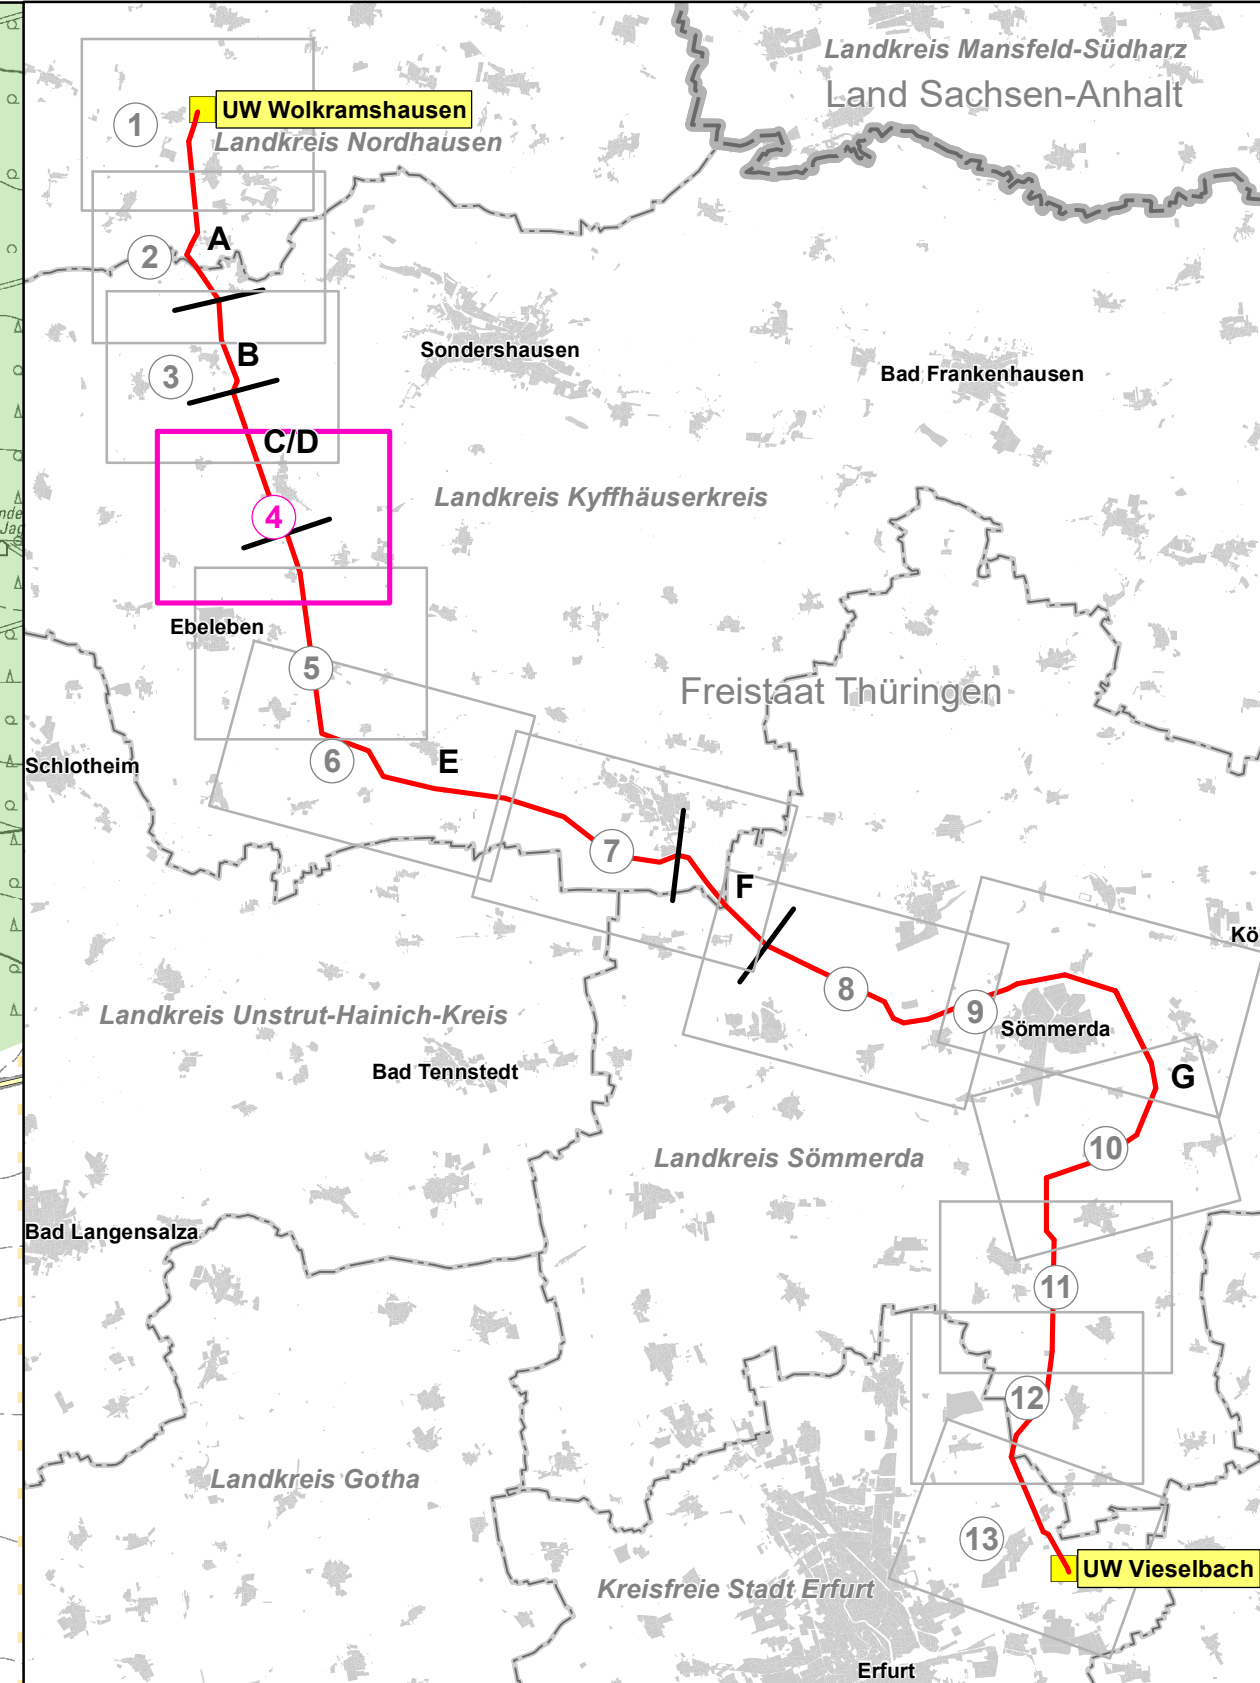 Landkreis Mansfeld-Südharz
Land Sachsen-Anhalt
UW Wolkramshausen
1
Landkreis Nordhausen
A
2
B
3
Sondershausen
Bad Frankenhausen
C/D
Landkreis Kyffhäuserkreis
4
Ebeleben
5
Freistaat Thüringen
Schlotheim
6
E
7
F
Kö
8
9
Landkreis Unstrut-Hainich-Kreis
Sömmerda
Bad Tennstedt
G
10
Landkreis Sömmerda
Bad Langensalza
11
12
Landkreis Gotha
13
UW Vieselbach
Kreisfreie Stadt Erfurt
Erfurt